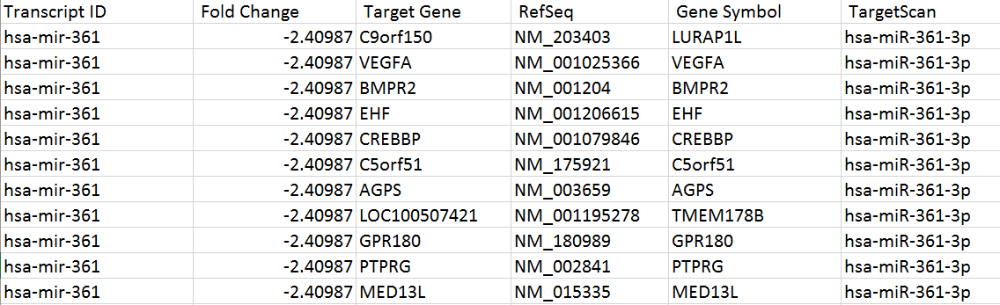 Transcript ID Fold Change Target Gene RefSeq Gene Symbol TargetScan
hsa-mir-361 -2.40987 C9orf150 NM_203403 LURAP1L hsa-miR-361-3p
hsa-mir-361 -2.40987 VEGFA NM_001025366 VEGFA hsa-miR-361-3p
hsa-mir-361 -2.40987 BMPR2 NM_001204 BMPR2 hsa-miR-361-3p
hsa-mir-361 -2.40987 EHF NM_001206615 EHF hsa-miR-361-3p
hsa-mir-361 -2.40987 CREBBP NM_001079846 CREBBP hsa-miR-361-3p
hsa-mir-361 -2.40987 C5orf51 NM_175921 C5orf51 hsa-miR-361-3p
hsa-mir-361 -2.40987 AGPS NM_003659 AGPS hsa-miR-361-3p
hsa-mir-361 -2.40987 LOC100507421 NM_001195278 TMEM178B hsa-miR-361-3p
hsa-mir-361 -2.40987 GPR180 NM_180989 GPR180 hsa-miR-361-3p
hsa-mir-361 -2.40987 PTPRG NM_002841 PTPRG hsa-miR-361-3p
hsa-mir-361 -2.40987 MED13L NM_015335 MED13L hsa-miR-361-3p